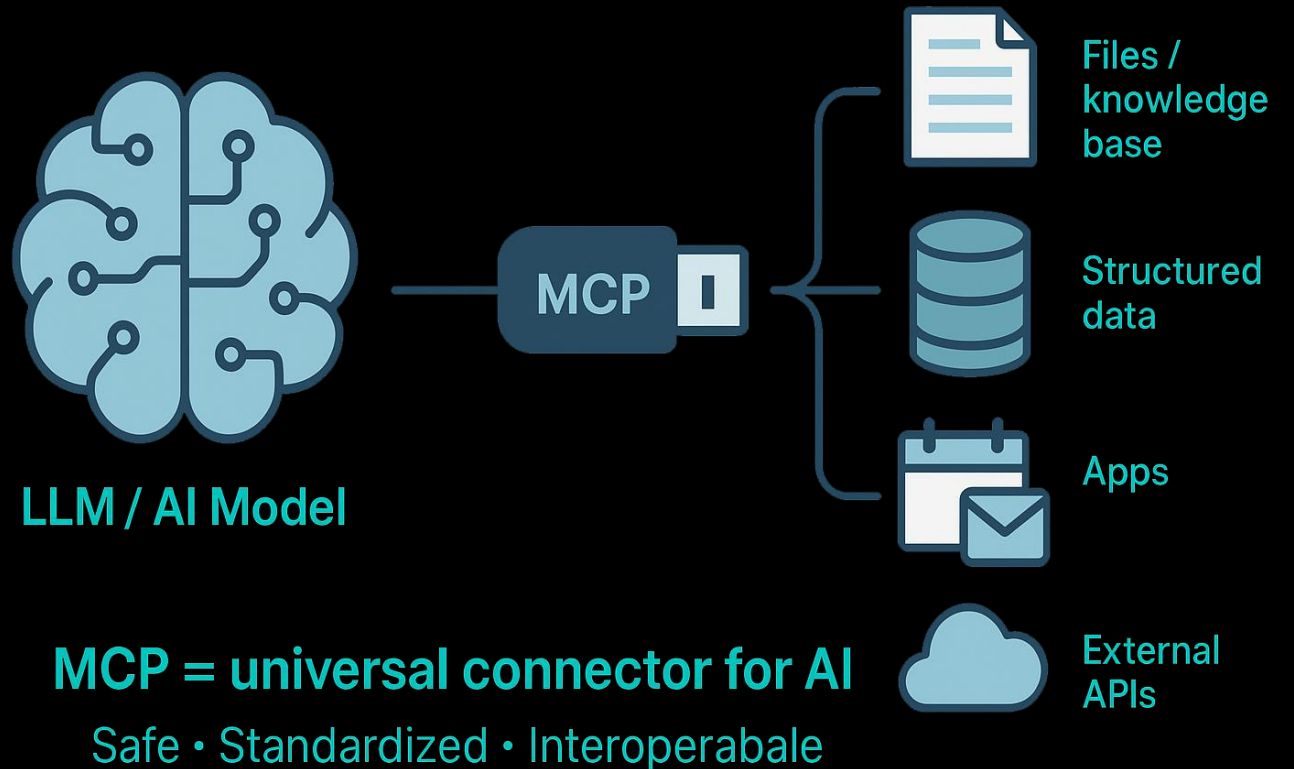 MCP
Files /
knowledge
base
Structured
data
Apps
External
APIs
LLM / AI Model
MCP = universal connector for AI
Safe • Standardized • Interoperabale